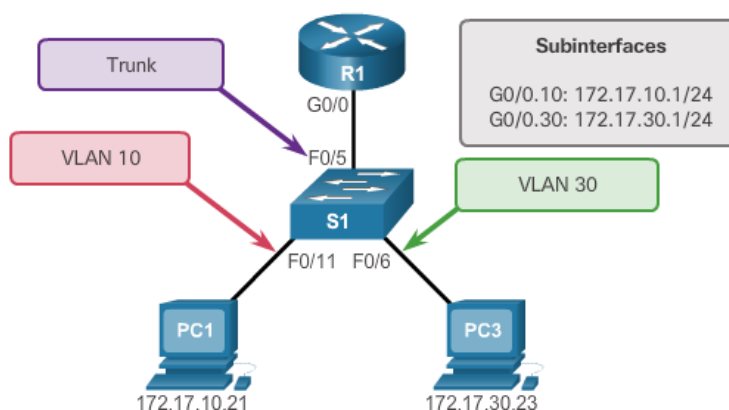 Subinterfaces
Trunk
R1
G0/0.10: 172.17.10.1/24
G0/0
G0/0.30: 172.17.30.1/24
VLAN 10
F0/5
VLAN 30
S1
F0/11
F0/6
PC1
PC3
172.17.10.21
172.17.30.23